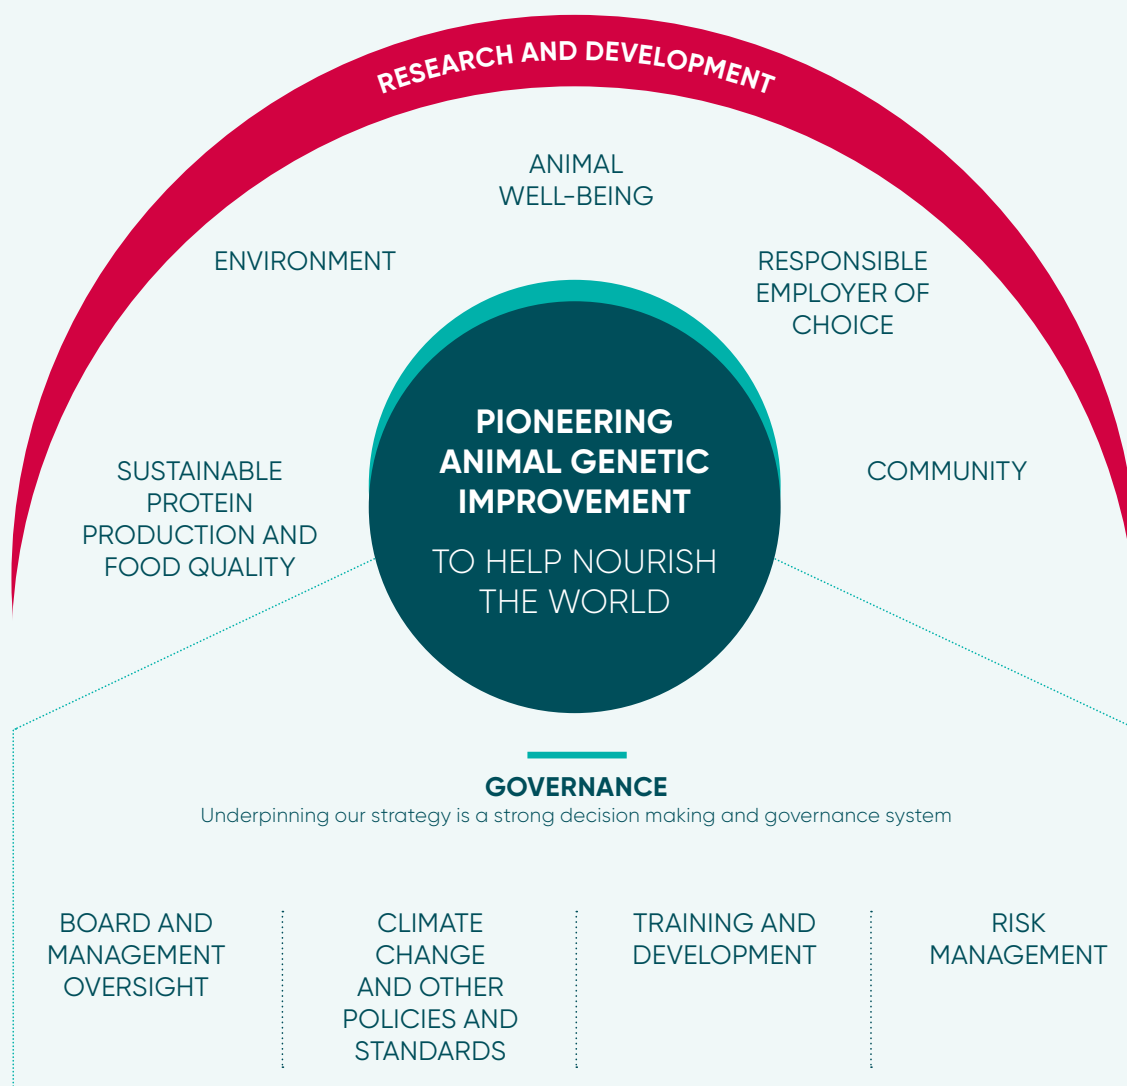 RESEARCH AND DEVELOPMENT
ANIMAL
WELL-BEING
ENVIRONMENT
RESPONSIBLE
EMPLOYER OF
CHOICE
SUSTAINABLE
PROTEIN
PRODUCTION AND
FOOD QUALITY
PIONEERING
ANIMAL GENETIC
IMPROVEMENT
TO HELP NOURISH
THE WORLD
COMMUNITY
GOVERNANCE
Underpinning our strategy is a strong decision making and governance system
BOARD AND
MANAGEMENT
OVERSIGHT
CLIMATE
CHANGE
AND OTHER
POLICIES AND
STANDARDS
TRAINING AND
DEVELOPMENT
RISK
MANAGEMENT